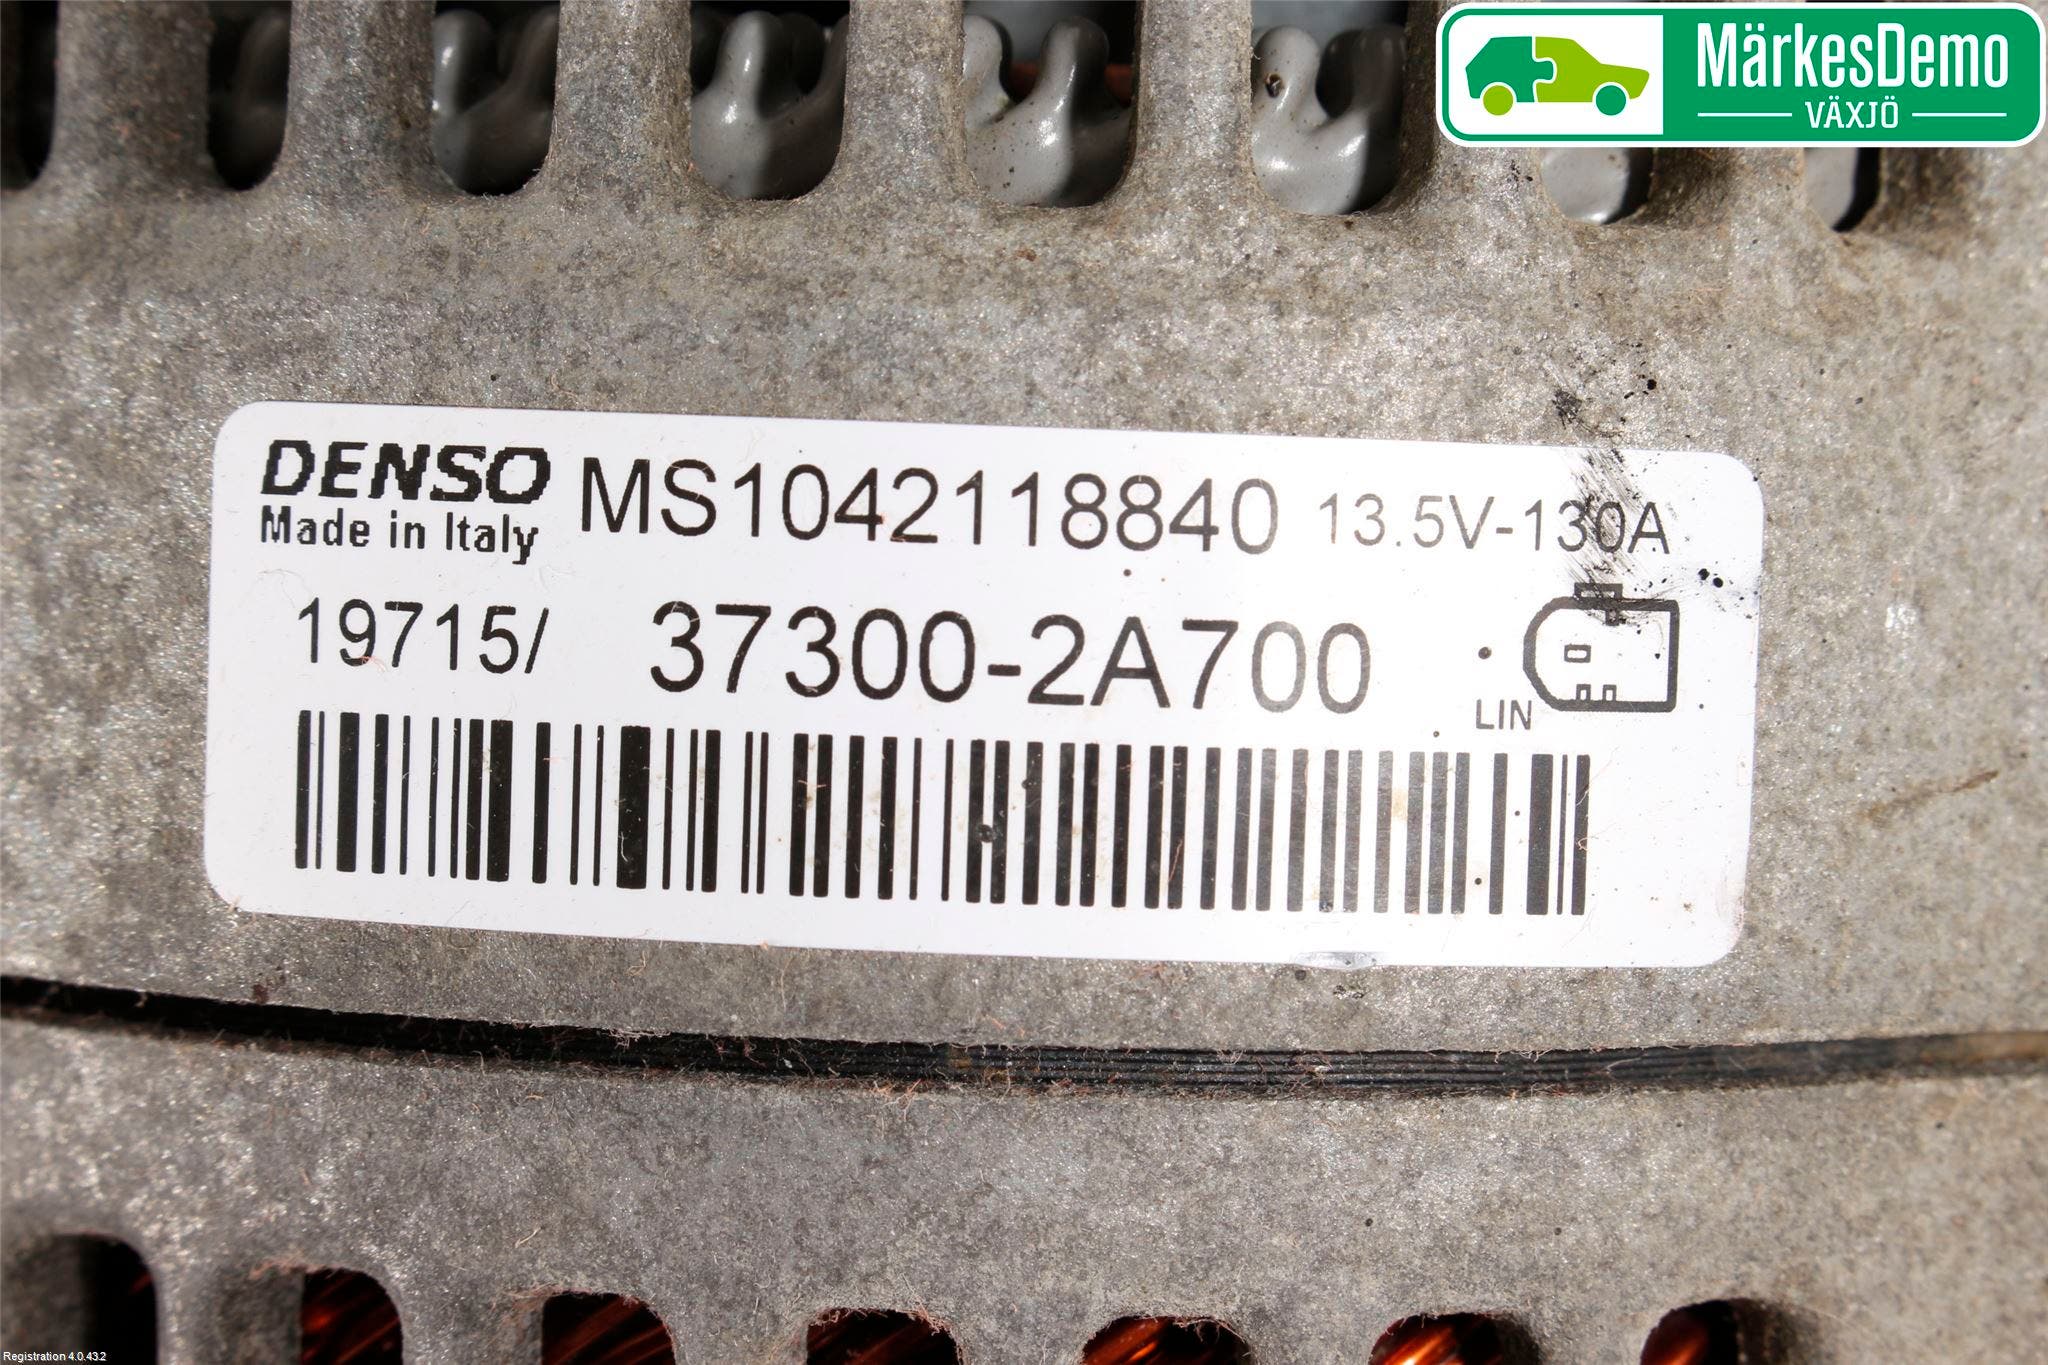 MärkesDemo
VÄXJÖ
DENSO MS1042118840 13.5V-130A
Made in Italy
19715/ 37300-2A700
LIN
Registration 4.0.43.2